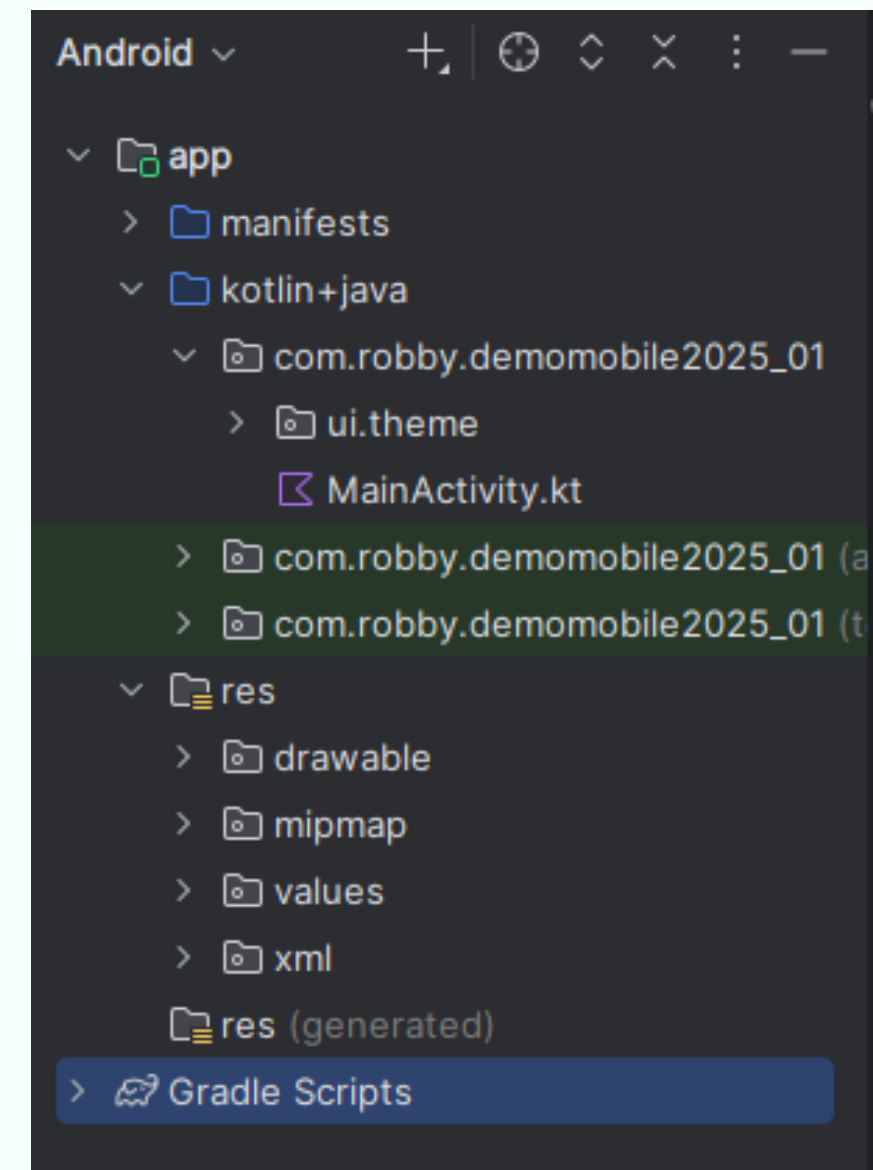 Android
app
manifests
kotlin+java
com.robby.demomobile2025_01
ui.theme
MainActivity.kt
com.robby.demomobile2025_01 (a
com.robby.demomobile2025_01 (t
res
drawable
mipmap
values
xml
res (generated)
Gradle Scripts